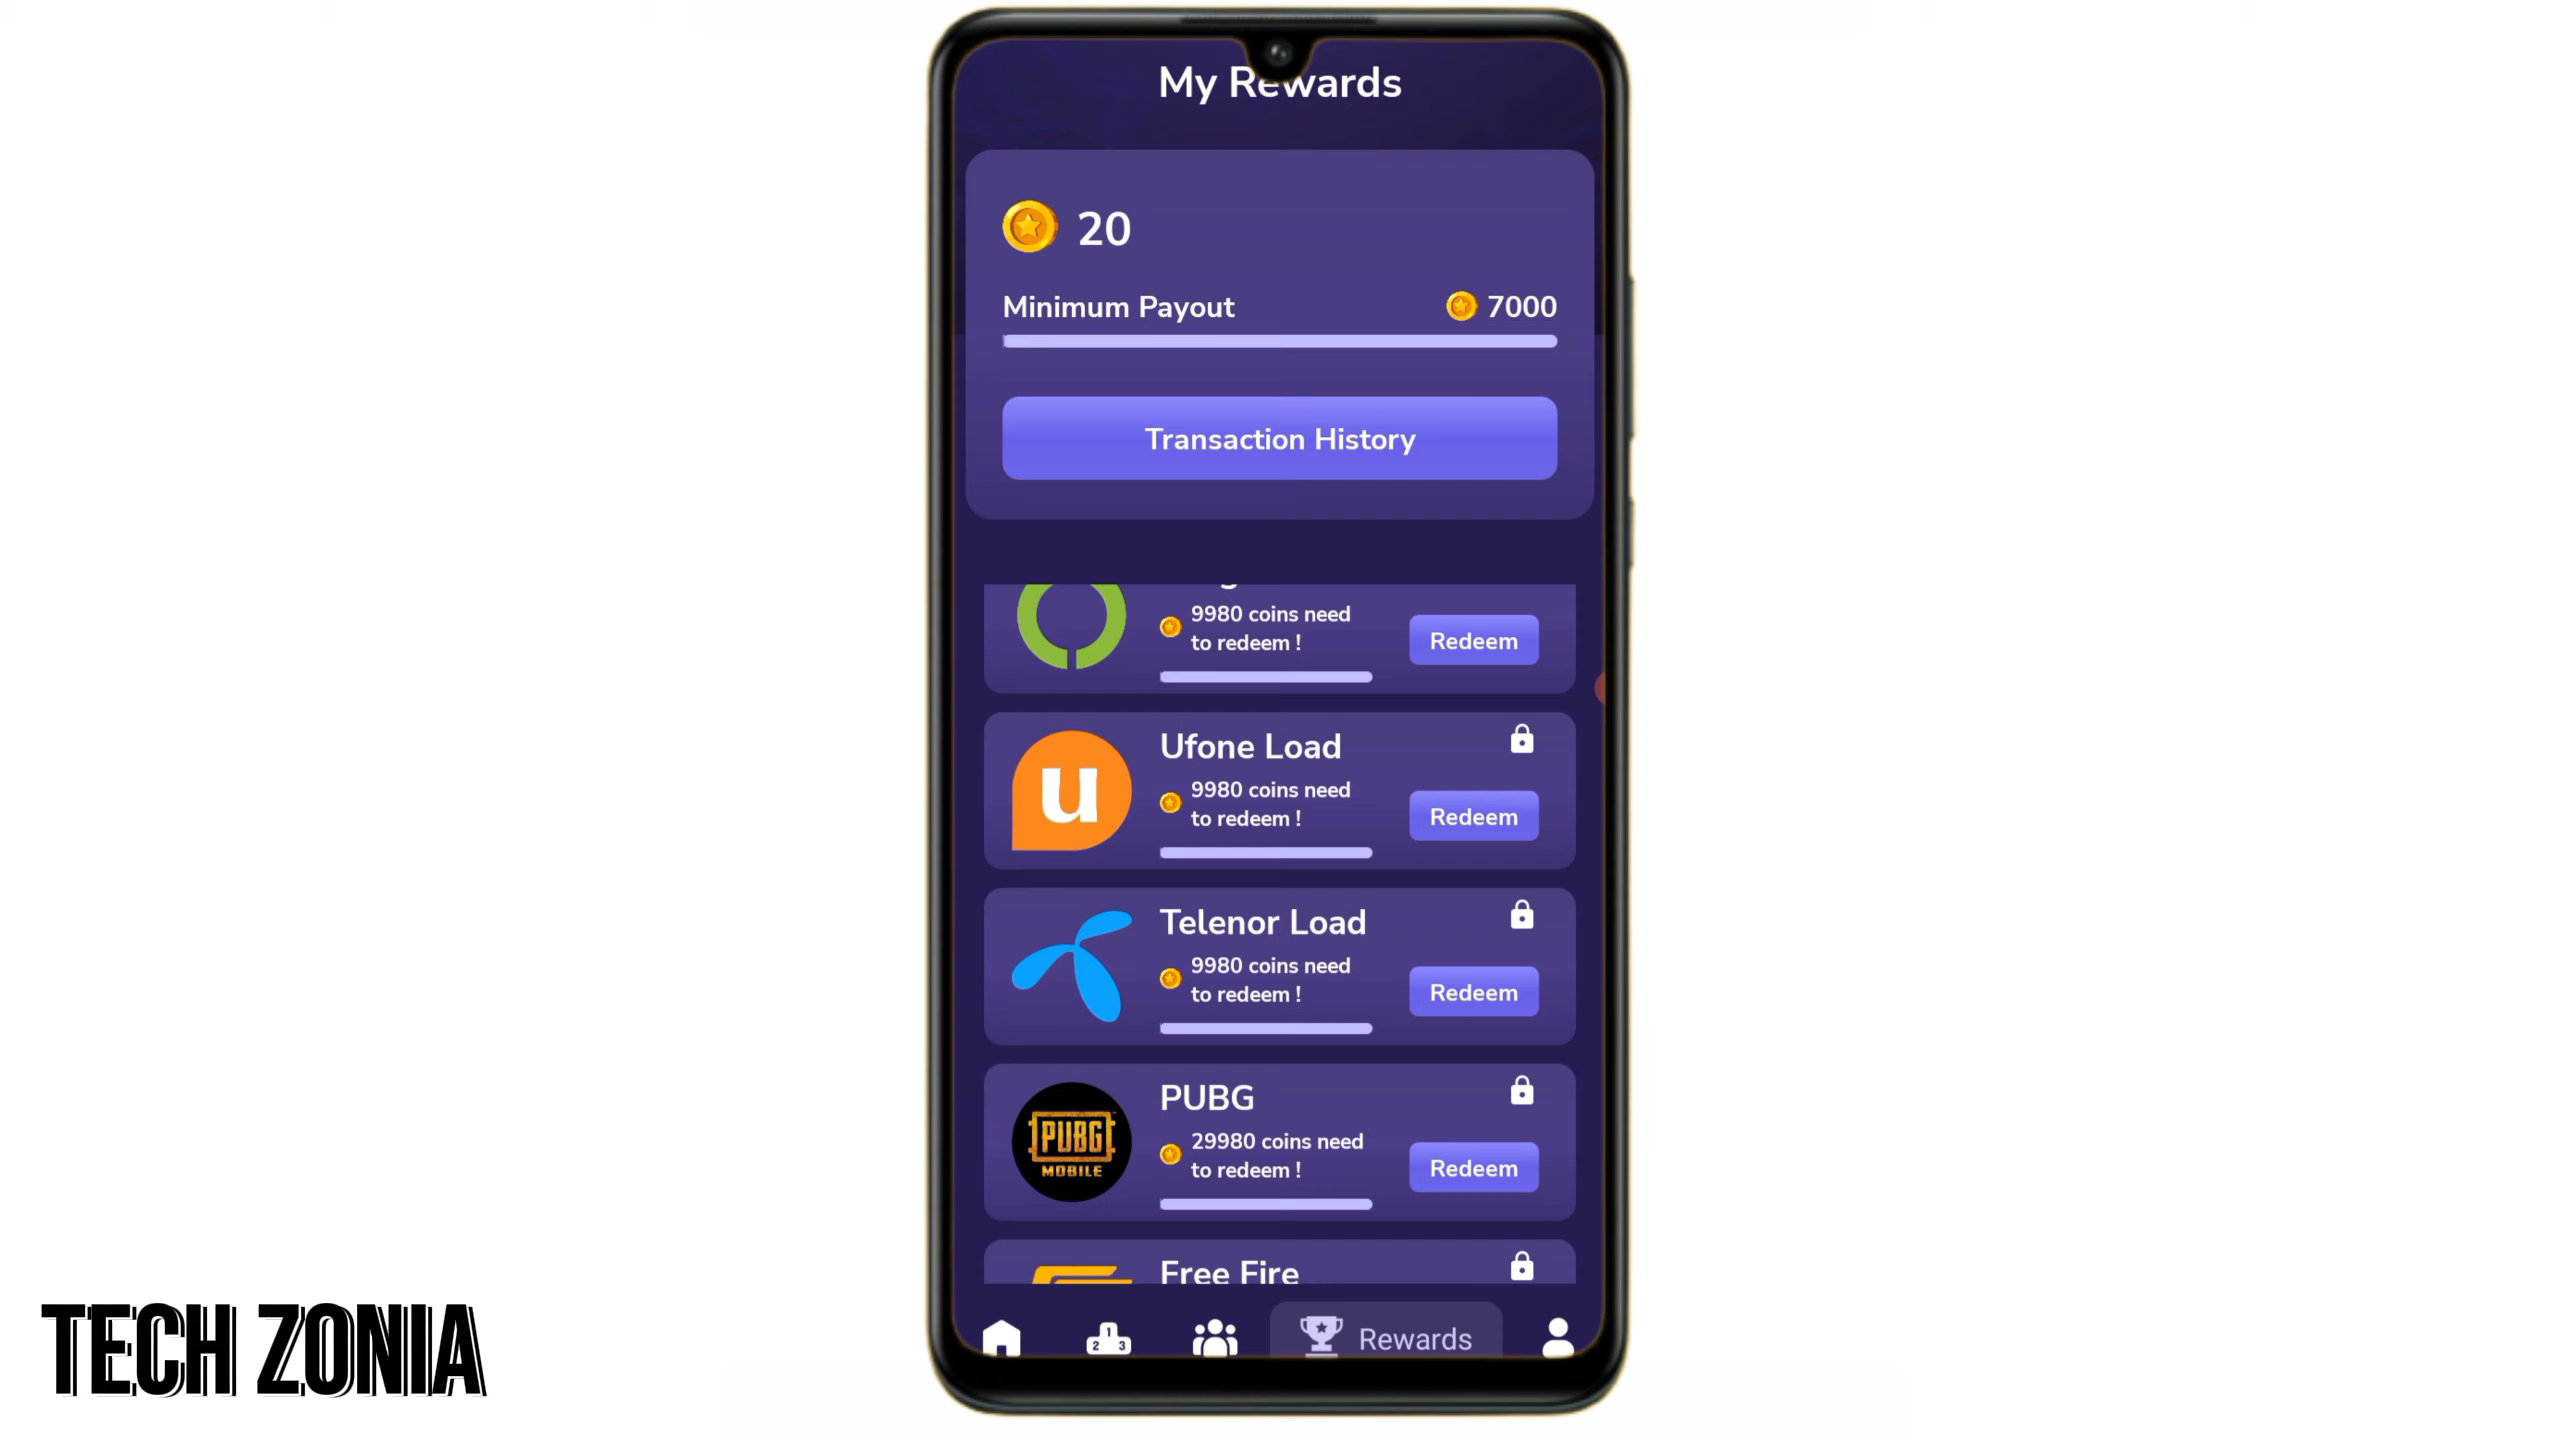 My Rewards
20
Minimum Payout 7000
Transaction History
9980 coins need
to redeem !
Redeem
u
Ufone Load
9980 coins need
to redeem !
Redeem
Telenor Load
9980 coins need
to redeem !
Redeem
PUBG
MOBILE
PUBG
29980 coins need
to redeem !
Redeem
Free Fire
1
2 3
Rewards
TECH ZONIA